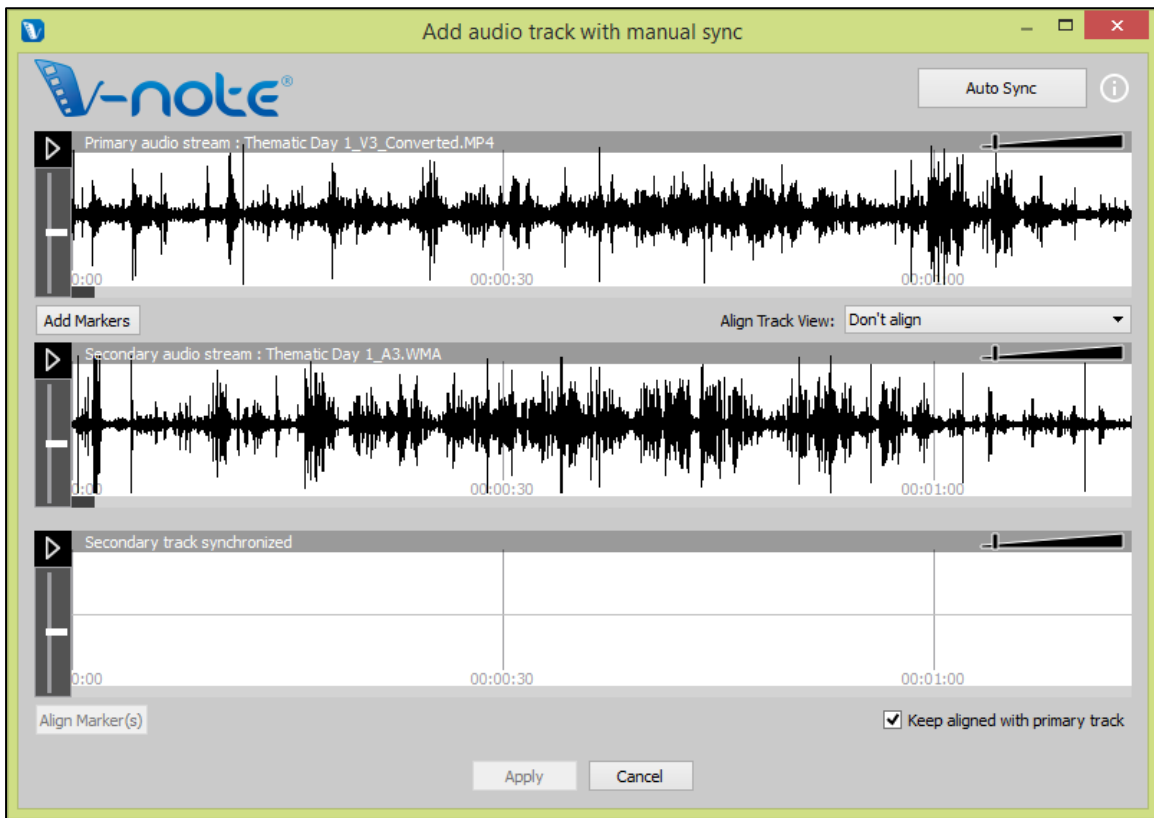 Add audio track with manual sync
V-note®
Auto Sync
Primary audio stream : Thematic Day 1_V3_Converted.MP4
0:00 00:00:30 00:01:00
Add Markers Align Track View: Don't align
Secondary audio stream : Thematic Day 1_A3.WMA
0:00 00:00:30 00:01:00
Secondary track synchronized
0:00 00:00:30 00:01:00
Align Marker(s) Keep aligned with primary track
Apply Cancel